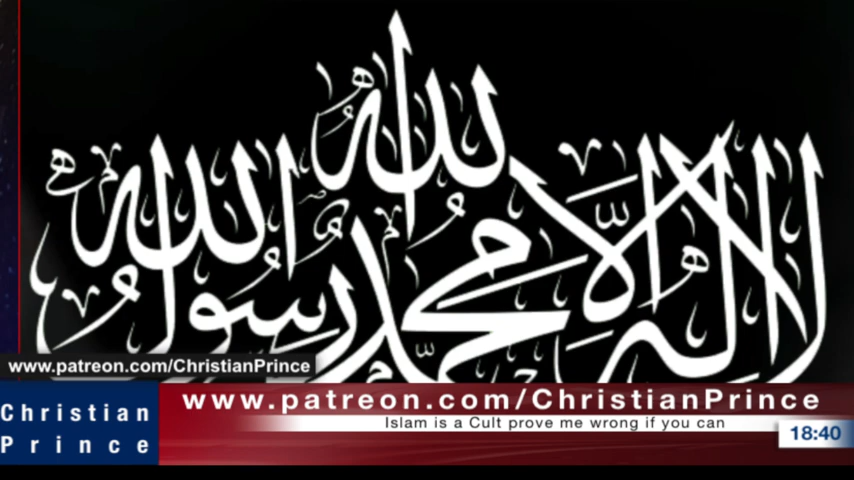 لا إله إلا الله محمد رسول الله
www.patreon.com/ChristianPrince
Christian
Prince
www.patreon.com/ChristianPrince
Islam is a Cult prove me wrong if you can
18:40